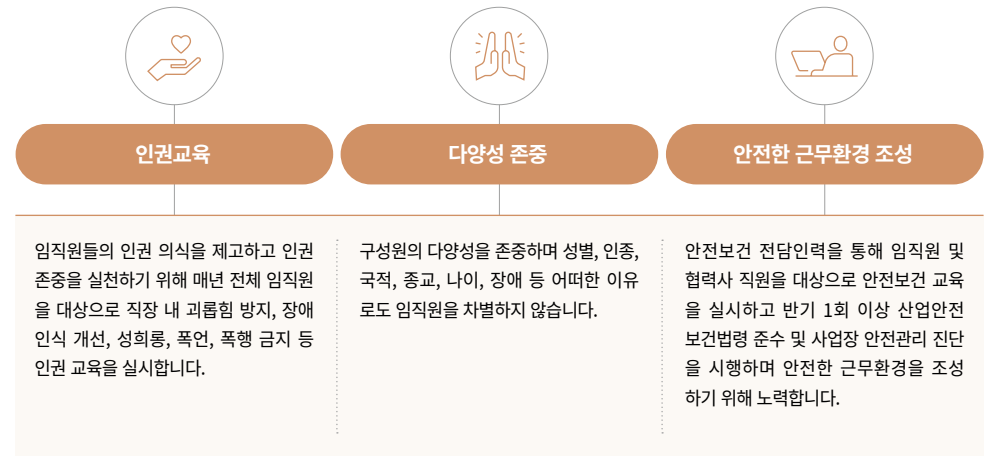 인권교육
임직원들의 인권 의식을 제고하고 인권
존중을 실천하기 위해 매년 전체 임직원
을 대상으로 직장 내 괴롭힘 방지, 장애
인식 개선, 성희롱, 폭언, 폭행 금지 등
인권 교육을 실시합니다.
다양성 존중
구성원의 다양성을 존중하며 성별, 인종,
국적, 종교, 나이, 장애 등 어떠한 이유
로도 임직원을 차별하지 않습니다.
안전한 근무환경 조성
안전보건 전담인력을 통해 임직원 및
협력사 직원을 대상으로 안전보건 교육
을 실시하고 반기 1회 이상 산업안전
보건법령 준수 및 사업장 안전관리 진단
을 시행하며 안전한 근무환경을 조성
하기 위해 노력합니다.